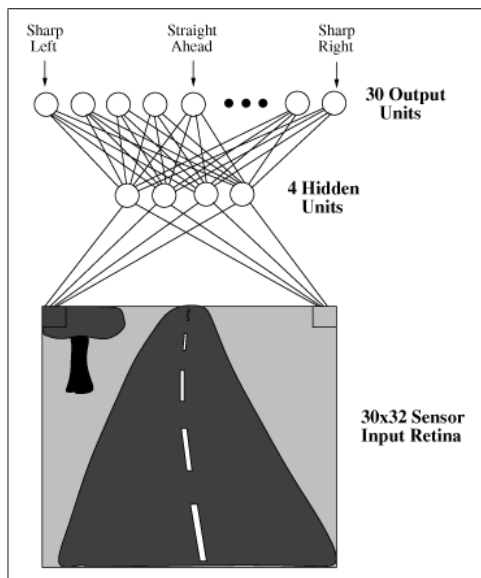 Sharp
Left
Straight
Ahead
Sharp
Right
30 Output
Units
4 Hidden
Units
30x32 Sensor
Input Retina